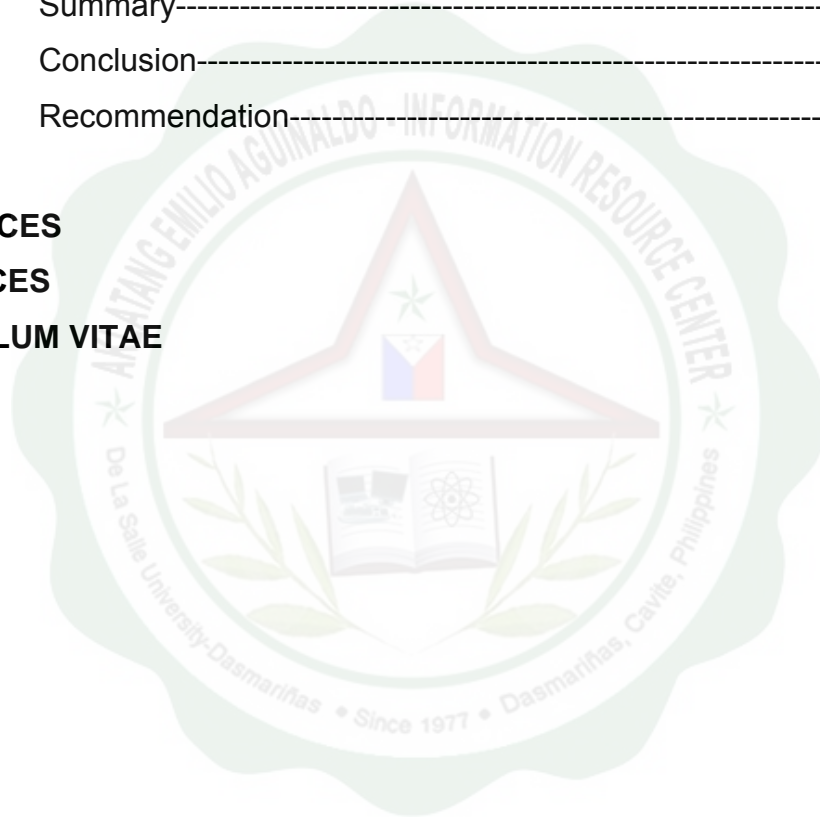 Summary------------------------------------------------------------
Conclusion----------------------------------------------------------
Recommendation--------------------------------------------------
CES
CES
LUM VITAE
AKLATANG EMILIO AGUINALDO - INFORMATION RESOURCE CENTER
De La Salle University-Dasmariñas • Since 1977 • Dasmariñas, Cavite, Philippines